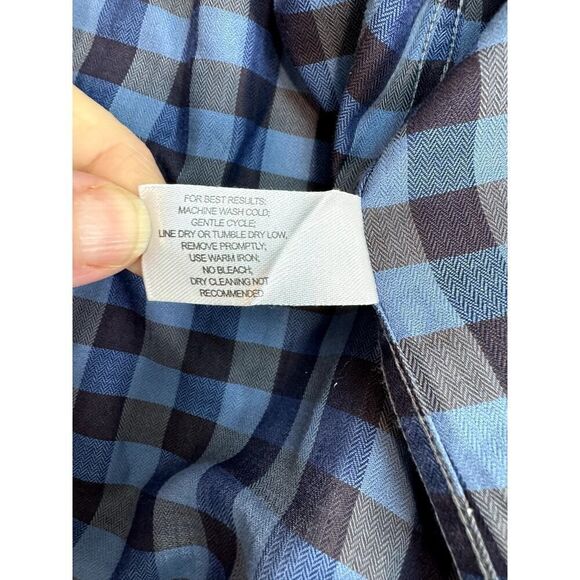 FOR BEST RESULTS:
MACHINE WASH COLD;
GENTLE CYCLE;
LINE DRY OR TUMBLE DRY LOW,
REMOVE PROMPTLY;
USE WARM IRON;
NO BLEACH;
DRY CLEANING NOT
RECOMMENDED